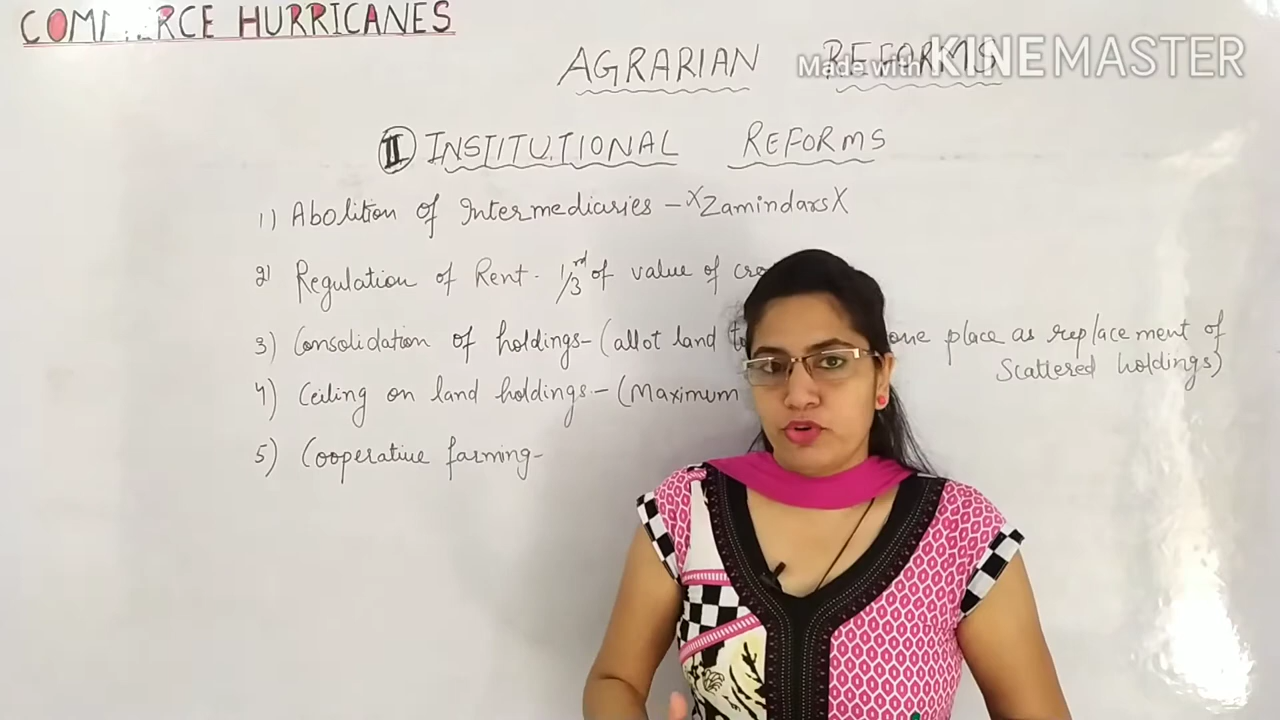 COMMERCE HURRICANES
AGRARIAN REFORMS
Made with KINEMASTER
II INSTITUTIONAL REFORMS
1) Abolition of Intermediaries - X Zamindars X
2) Regulation of Rent - 1/3rd of value of
3) Consolidation of holdings - (allot land one place as replacement of
Scattered holdings)
4) Ceiling on land holdings - (Maximum
5) Cooperative farming -